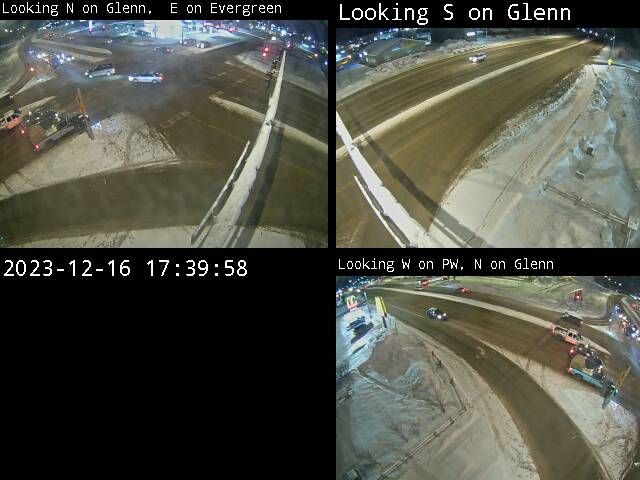 Looking N on Glenn, E on Evergreen
Looking S on Glenn
2023-12-16 17:39:58
Looking W on PW, N on Glenn